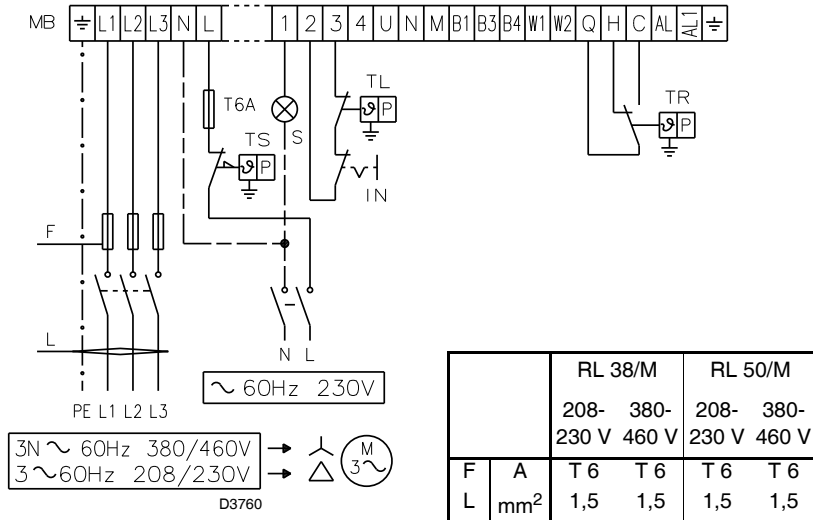 MB ⏚ L1 L2 L3 N L 1 2 3 4 U N M B1 B3 B4 W1 W2 Q H C AL AL1 ⏚
T6A
TL
ϑ P
TR
ϑ P
S
TS
ϑ P
IN
F
L
N L
~ 60Hz 230V
PE L1 L2 L3
3N ~ 60Hz 380/460V
3 ~60Hz 208/230V
M
3~
D3760
RL 38/M RL 50/M
208- 380- 208- 380-
230 V 460 V 230 V 460 V
F A T 6 T 6 T 6 T 6
L mm² 1,5 1,5 1,5 1,5